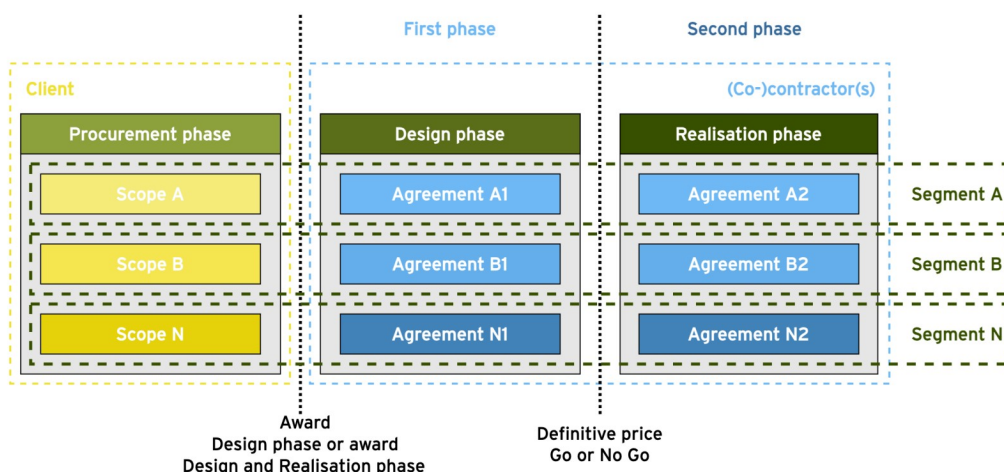 First phase
Second phase
Client
(Co-)contractor(s)
Procurement phase
Design phase
Realisation phase
Scope A
Agreement A1
Agreement A2
Segment A
Scope B
Agreement B1
Agreement B2
Segment B
Scope N
Agreement N1
Agreement N2
Segment N
Award
Design phase or award
Design and Realisation phase
Definitive price
Go or No Go